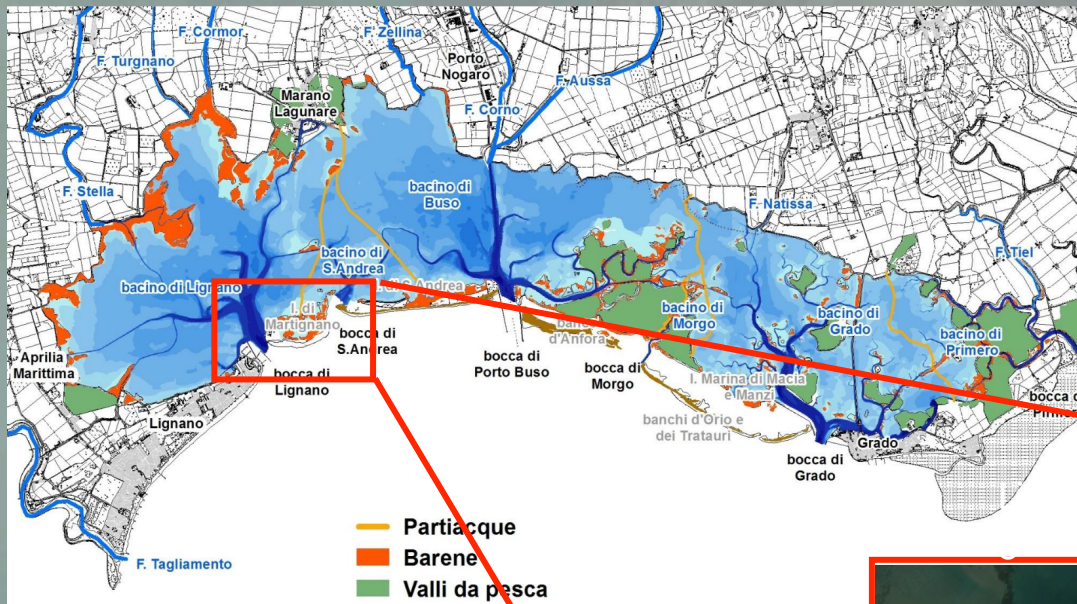 F. Cormor
F. Zellina
F. Turgnano
Porto
Nogaro
F. Aussa
Marano
Lagunare
F. Corno
F. Stella
bacino di
Buso
F. Natissa
F. Tiel
bacino di
S.Andrea
bacino di Lignano
Andrea
I. di
Martignano
bacino di
Morgo
bacino di
Grado
bacino di
Primero
bocca di
S.Andrea
d'Anfora
Aprilia
Marittima
bocca di
Lignano
bocca di
Porto Buso
bocca di
Morgo
I. Marina di Macia
e Manzi
Lignano
banchi d'Orio e
dei Tratauri
Grado
bocca di
Grado
F. Tagliamento
Partiacque
Barene
Valli da pesca